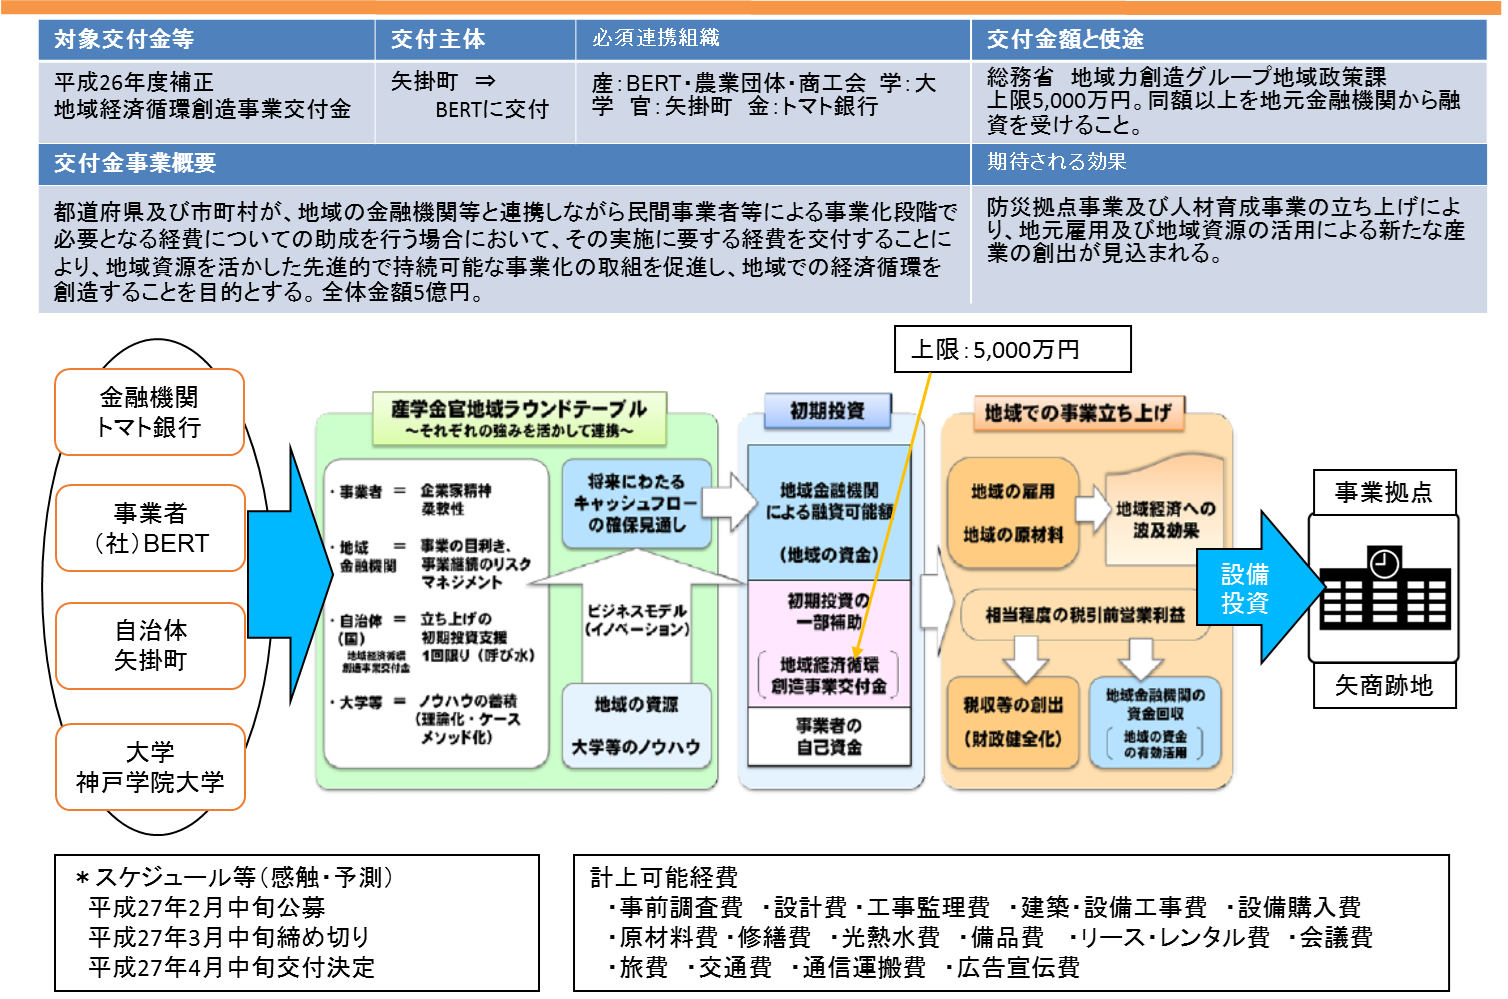 対象交付金等
交付主体
必須連携組織
交付金額と使途
平成26年度補正
地域経済循環創造事業交付金
矢掛町　⇒
BERTに交付
産：BERT・農業団体・商工会　学：大
学　官：矢掛町　金：トマト銀行
総務省　地域力創造グループ地域政策課
上限5,000万円。同額以上を地元金融機関から融
資を受けること。
交付金事業概要
期待される効果
都道府県及び市町村が、地域の金融機関等と連携しながら民間事業者等による事業化段階で
必要となる経費についての助成を行う場合において、その実施に要する経費を交付することに
より、地域資源を活かした先進的で持続可能な事業化の取組を促進し、地域での経済循環を
創造することを目的とする。全体金額5億円。
防災拠点事業及び人材育成事業の立ち上げによ
り、地元雇用及び地域資源の活用による新たな産
業の創出が見込まれる。
上限：5,000万円
金融機関
トマト銀行
事業者
（社）BERT
自治体
矢掛町
大学
神戸学院大学
産学金官地域ラウンドテーブル
～それぞれの強みを活かして連携～
・事業者　＝　企業家精神
柔軟性
・地域　＝　事業の目利き、
金融機関　事業継続のリスク
マネジメント
・自治体　＝　立ち上げの
（国）　初期投資支援
地域経済循環　1回限り（呼び水）
創造事業交付金
・大学等　＝　ノウハウの蓄積
（理論化・ケース
メソッド化）
将来にわたる
キャッシュフロー
の確保見通し
ビジネスモデル
（イノベーション）
地域の資源
大学等のノウハウ
初期投資
地域金融機関
による融資可能額
（地域の資金）
初期投資の
一部補助
地域経済循環
創造事業交付金
事業者の
自己資金
地域での事業立ち上げ
地域の雇用
地域の原材料
地域経済への
波及効果
相当程度の税引前営業利益
税収等の創出
（財政健全化）
地域金融機関の
資金回収
地域の資金
の有効活用
設備
投資
事業拠点
矢商跡地
＊スケジュール等（感触・予測）
平成27年2月中旬公募
平成27年3月中旬締め切り
平成27年4月中旬交付決定
計上可能経費
・事前調査費　・設計費・工事監理費　・建築・設備工事費　・設備購入費
・原材料費・修繕費　・光熱水費　・備品費　・リース・レンタル費　・会議費
・旅費　・交通費　・通信運搬費　・広告宣伝費